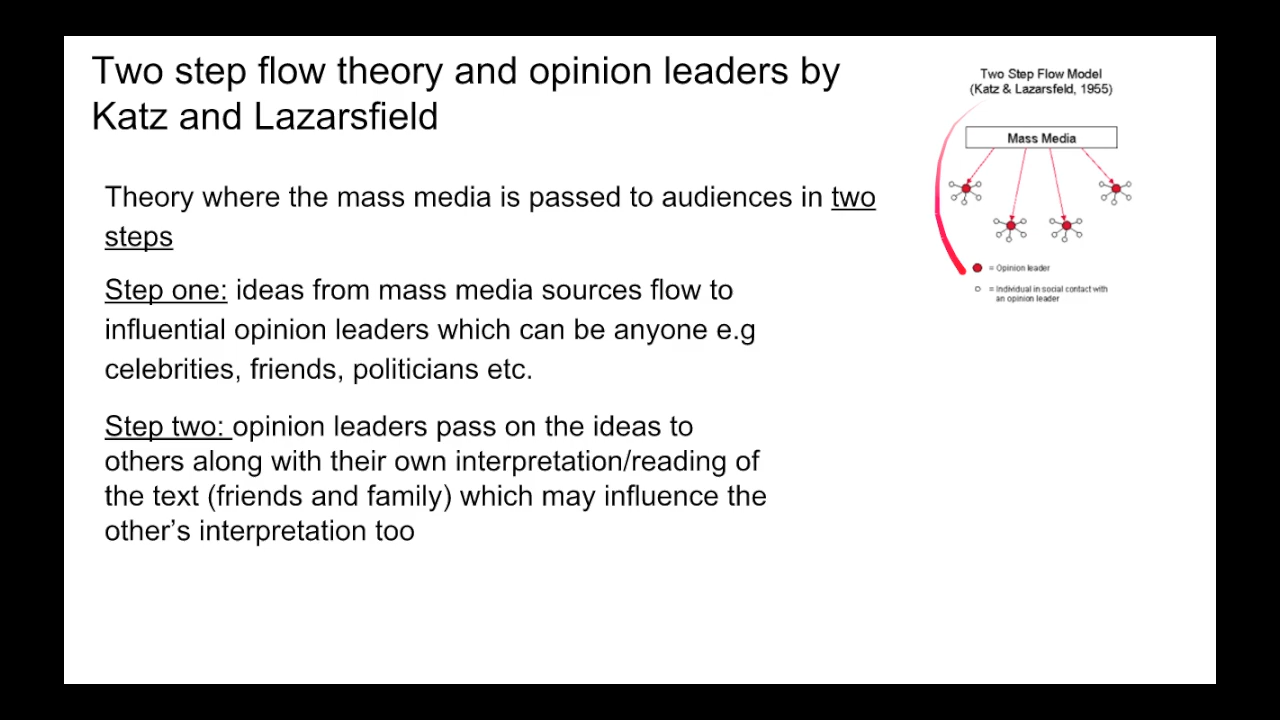 Two step flow theory and opinion leaders by
Katz and Lazarsfield
Theory where the mass media is passed to audiences in two
steps
Step one: ideas from mass media sources flow to
influential opinion leaders which can be anyone e.g
celebrities, friends, politicians etc.
Step two: opinion leaders pass on the ideas to
others along with their own interpretation/reading of
the text (friends and family) which may influence the
other’s interpretation too
Two Step Flow Model
(Katz & Lazarsfeld, 1955)
Mass Media
= Opinion leader
= Individual in social contact with
an opinion leader